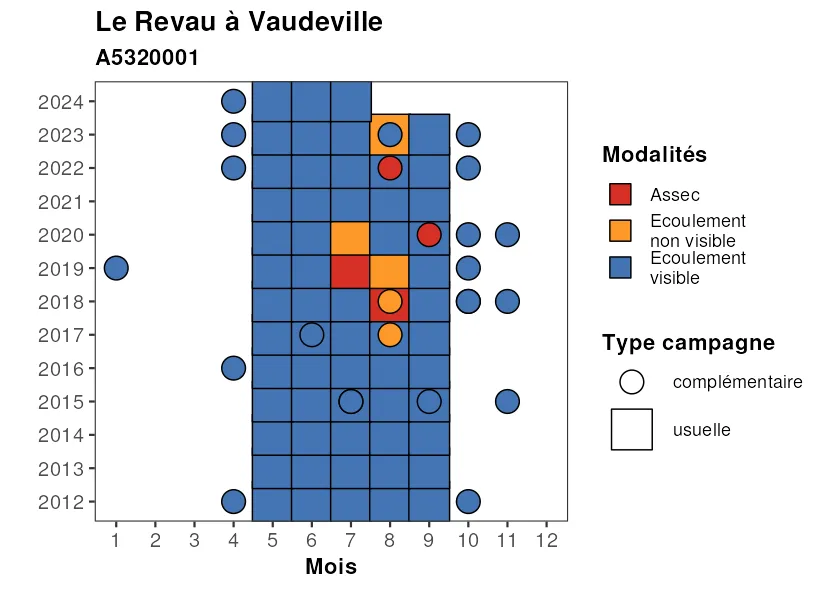 Le Revau à Vaudeville
A5320001
2024
2023
2022
2021
2020
2019
2018
2017
2016
2015
2014
2013
2012
1 2 3 4 5 6 7 8 9 10 11 12
Mois
Modalités
Assec
Ecoulement
non visible
Ecoulement
visible
Type campagne
complémentaire
usuelle